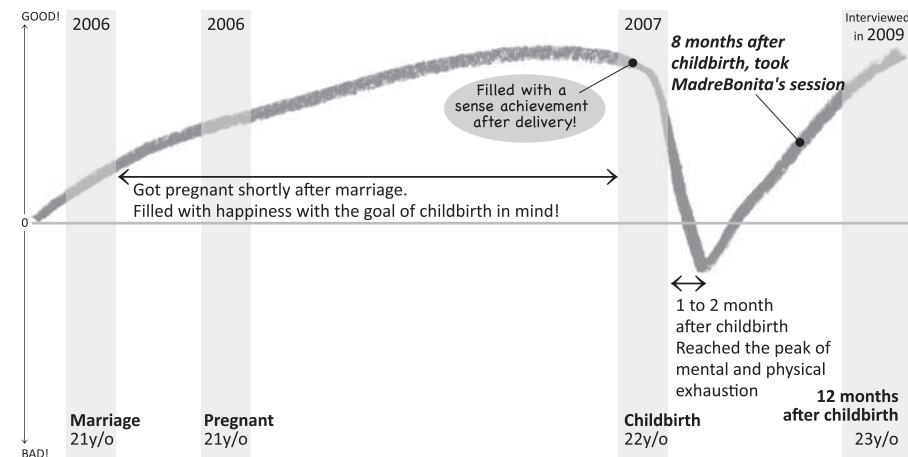 GOOD!
2006
2006
2007
Interviewed
in 2009
8 months after
childbirth, took
MadreBonita's session
Filled with a
sense achievement
after delivery!
Got pregnant shortly after marriage.
Filled with happiness with the goal of childbirth in mind!
0
1 to 2 month
after childbirth
Reached the peak of
mental and physical
exhaustion
12 months
after childbirth
23y/o
Marriage
21y/o
Pregnant
21y/o
Childbirth
22y/o
BAD!